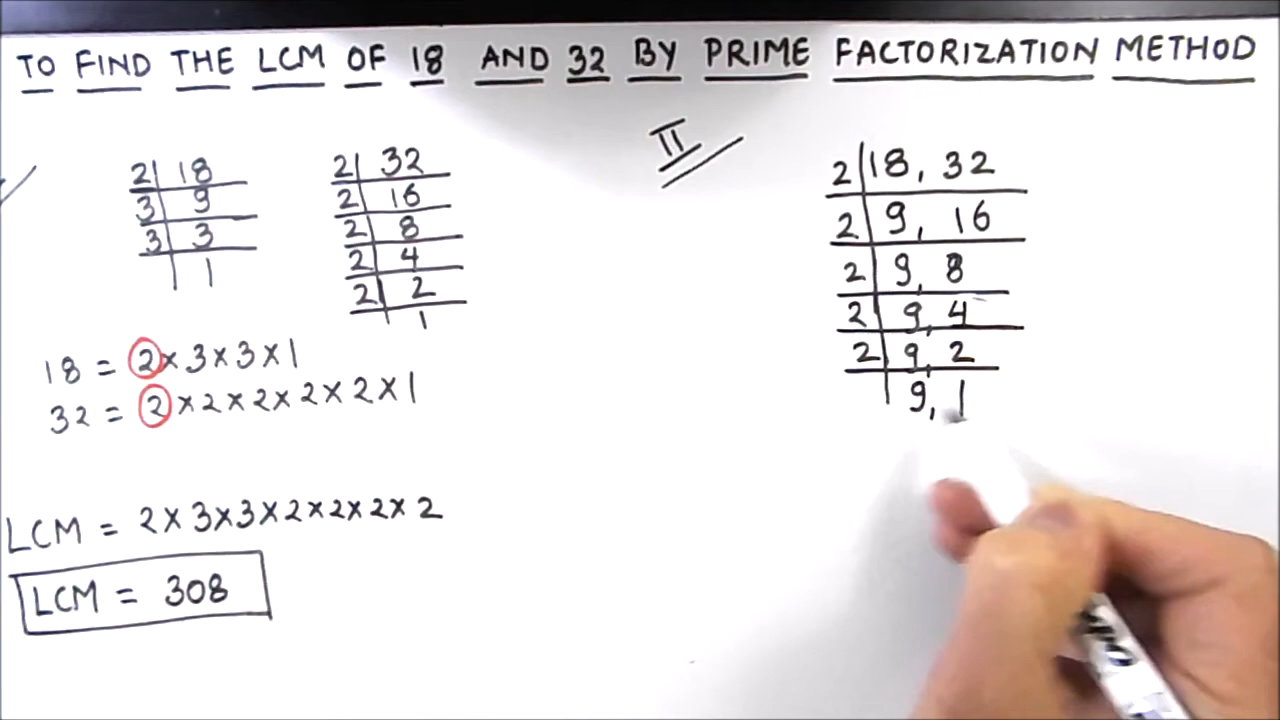 TO FIND THE LCM OF 18 AND 32 BY PRIME FACTORIZATION METHOD
2 18
3 9
3 3
1
2 32
2 16
2 8
2 4
2 2
1
18 = 2 × 3 × 3 × 1
32 = 2 × 2 × 2 × 2 × 2 × 1
LCM = 2 × 3 × 3 × 2 × 2 × 2 × 2
LCM = 308
II
2 18, 32
2 9, 16
2 9, 8
2 9, 4
2 9, 2
9, 1